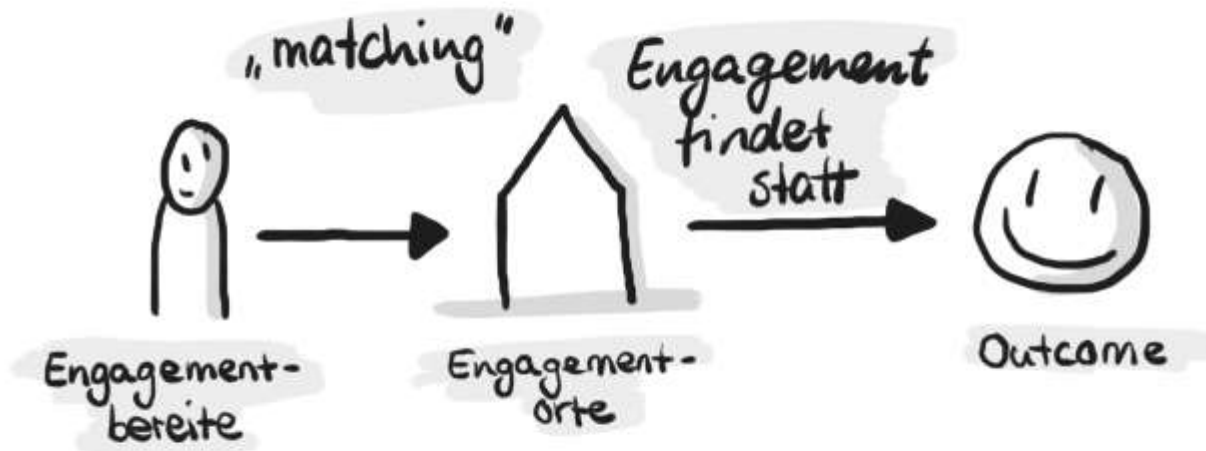 „matching"
Engagement
findet
statt
Engagement-
bereite
Engagement-
orte
Outcome